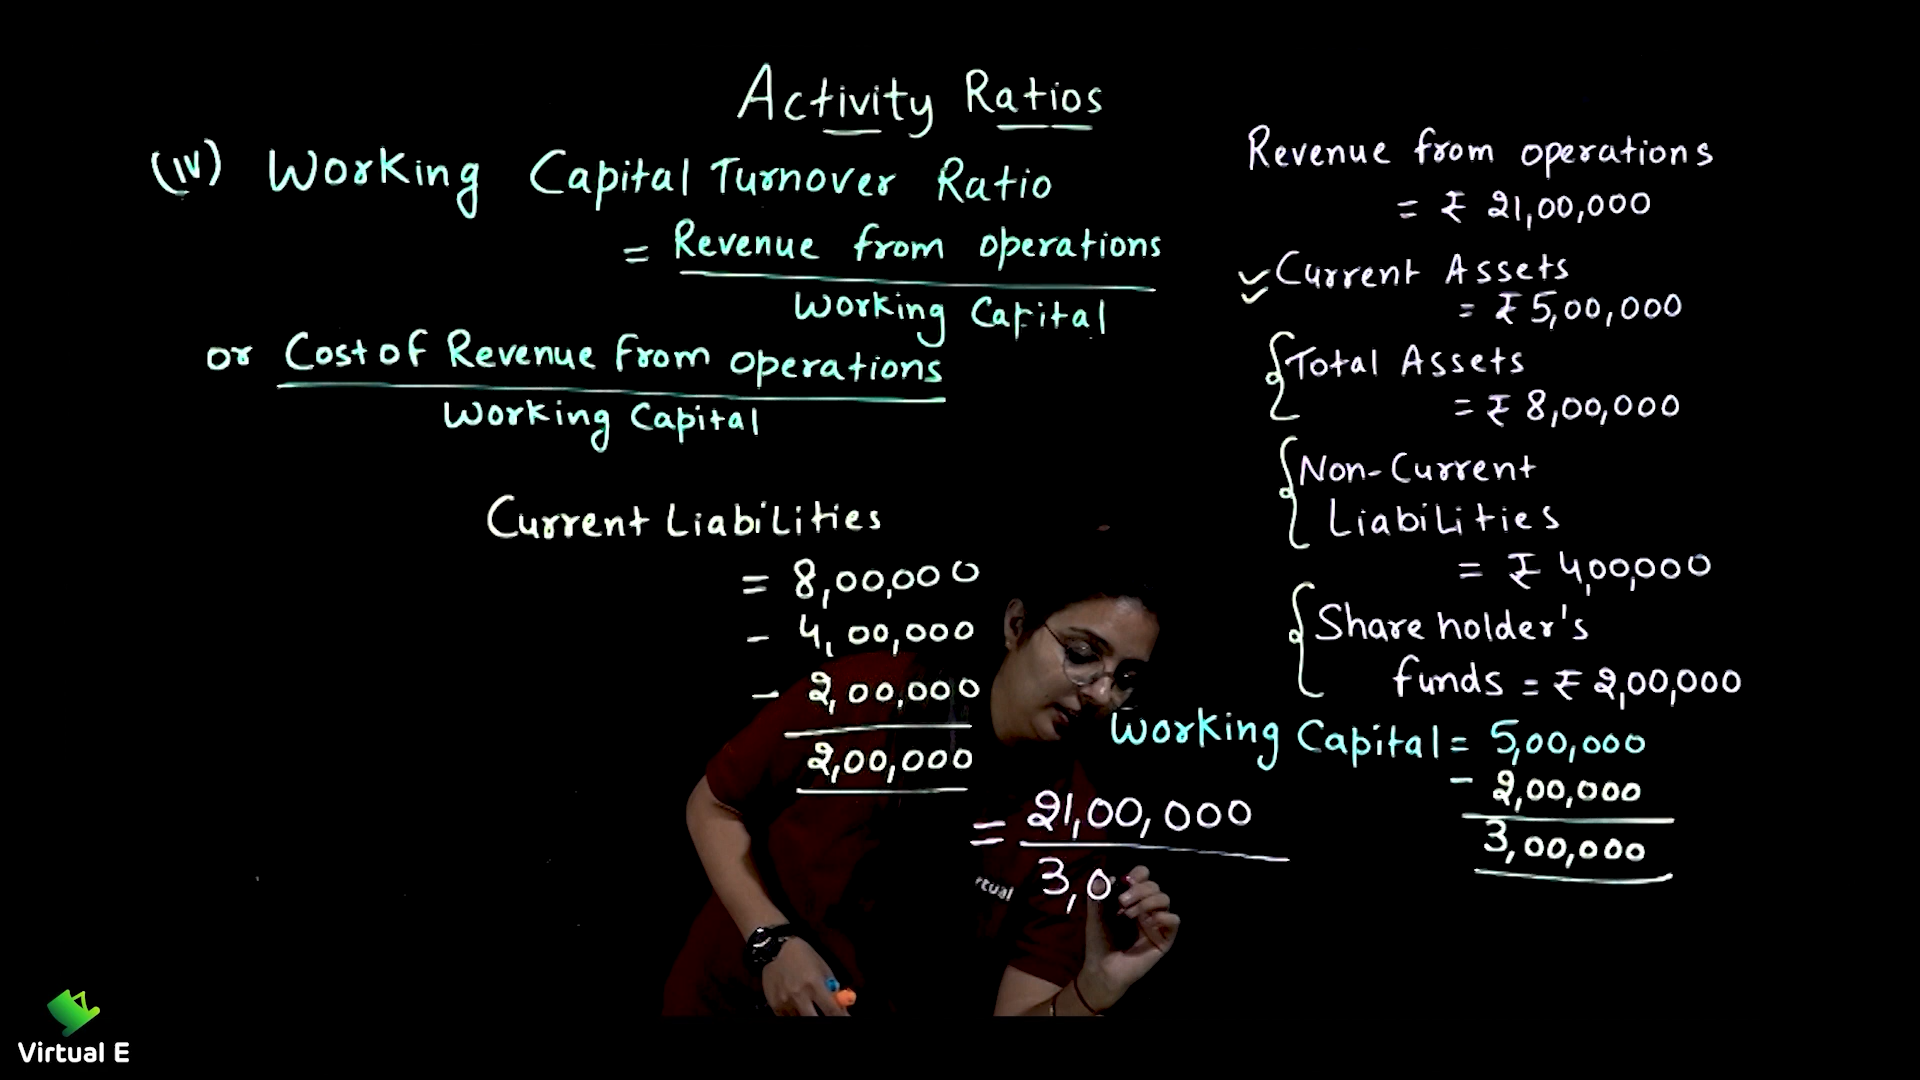 Activity Ratios
(iv) Working Capital Turnover Ratio
= Revenue from operations
Working Capital
or Cost of Revenue from operations
Working Capital
Current Liabilities
= 8,00,000
- 4,00,000
- 2,00,000
2,00,000
= 21,00,000
3,0
Revenue from operations
= ₹ 21,00,000
Current Assets
= ₹ 5,00,000
Total Assets
= ₹ 8,00,000
Non-Current
Liabilities
= ₹ 4,00,000
Share holder's
funds = ₹ 2,00,000
Working Capital = 5,00,000
- 2,00,000
3,00,000
Virtual E